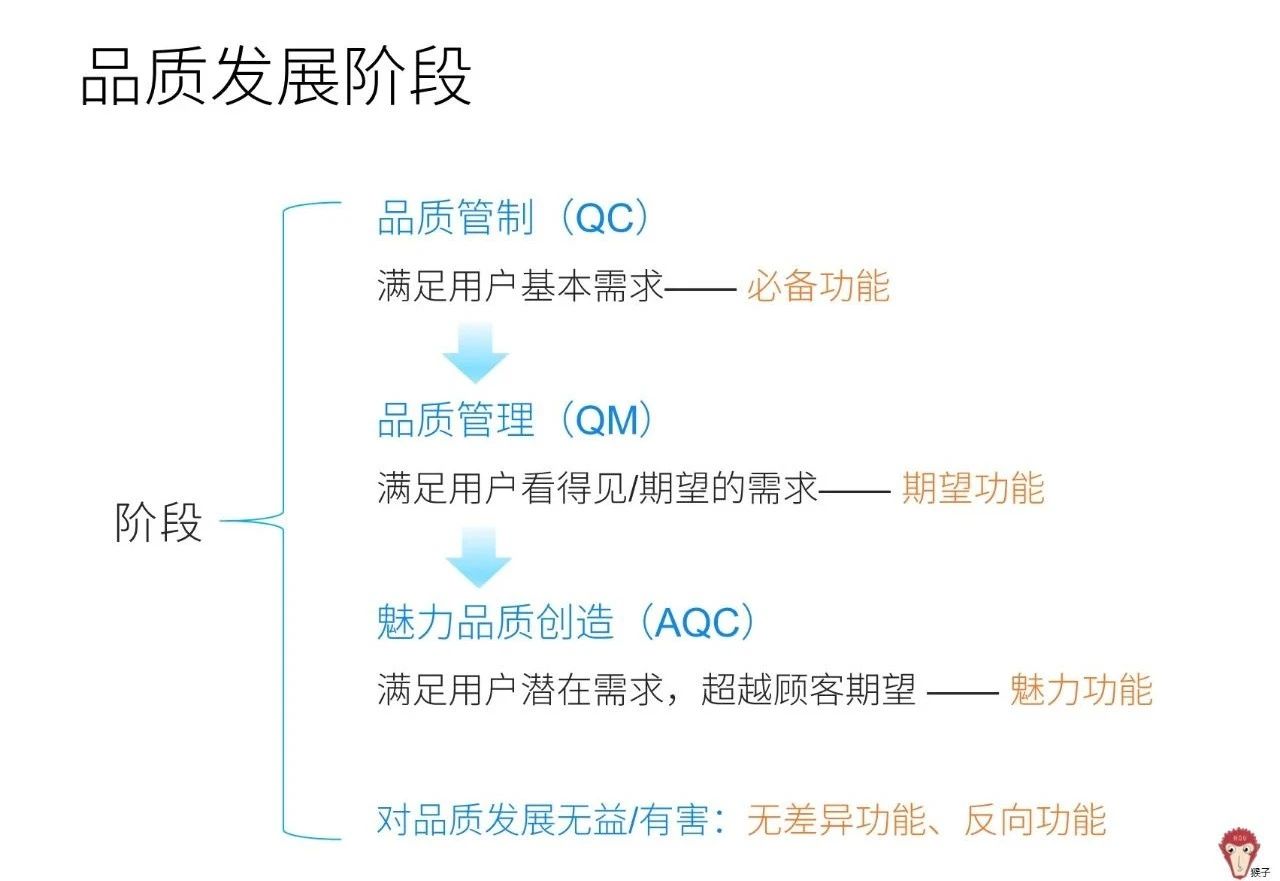 品质发展阶段
品质管制（QC）
满足用户基本需求—— 必备功能
品质管理（QM）
满足用户看得见/期望的需求—— 期望功能
阶段
魅力品质创造（AQC）
满足用户潜在需求，超越顾客期望 —— 魅力功能
对品质发展无益/有害：无差异功能、反向功能
HOU
猴子